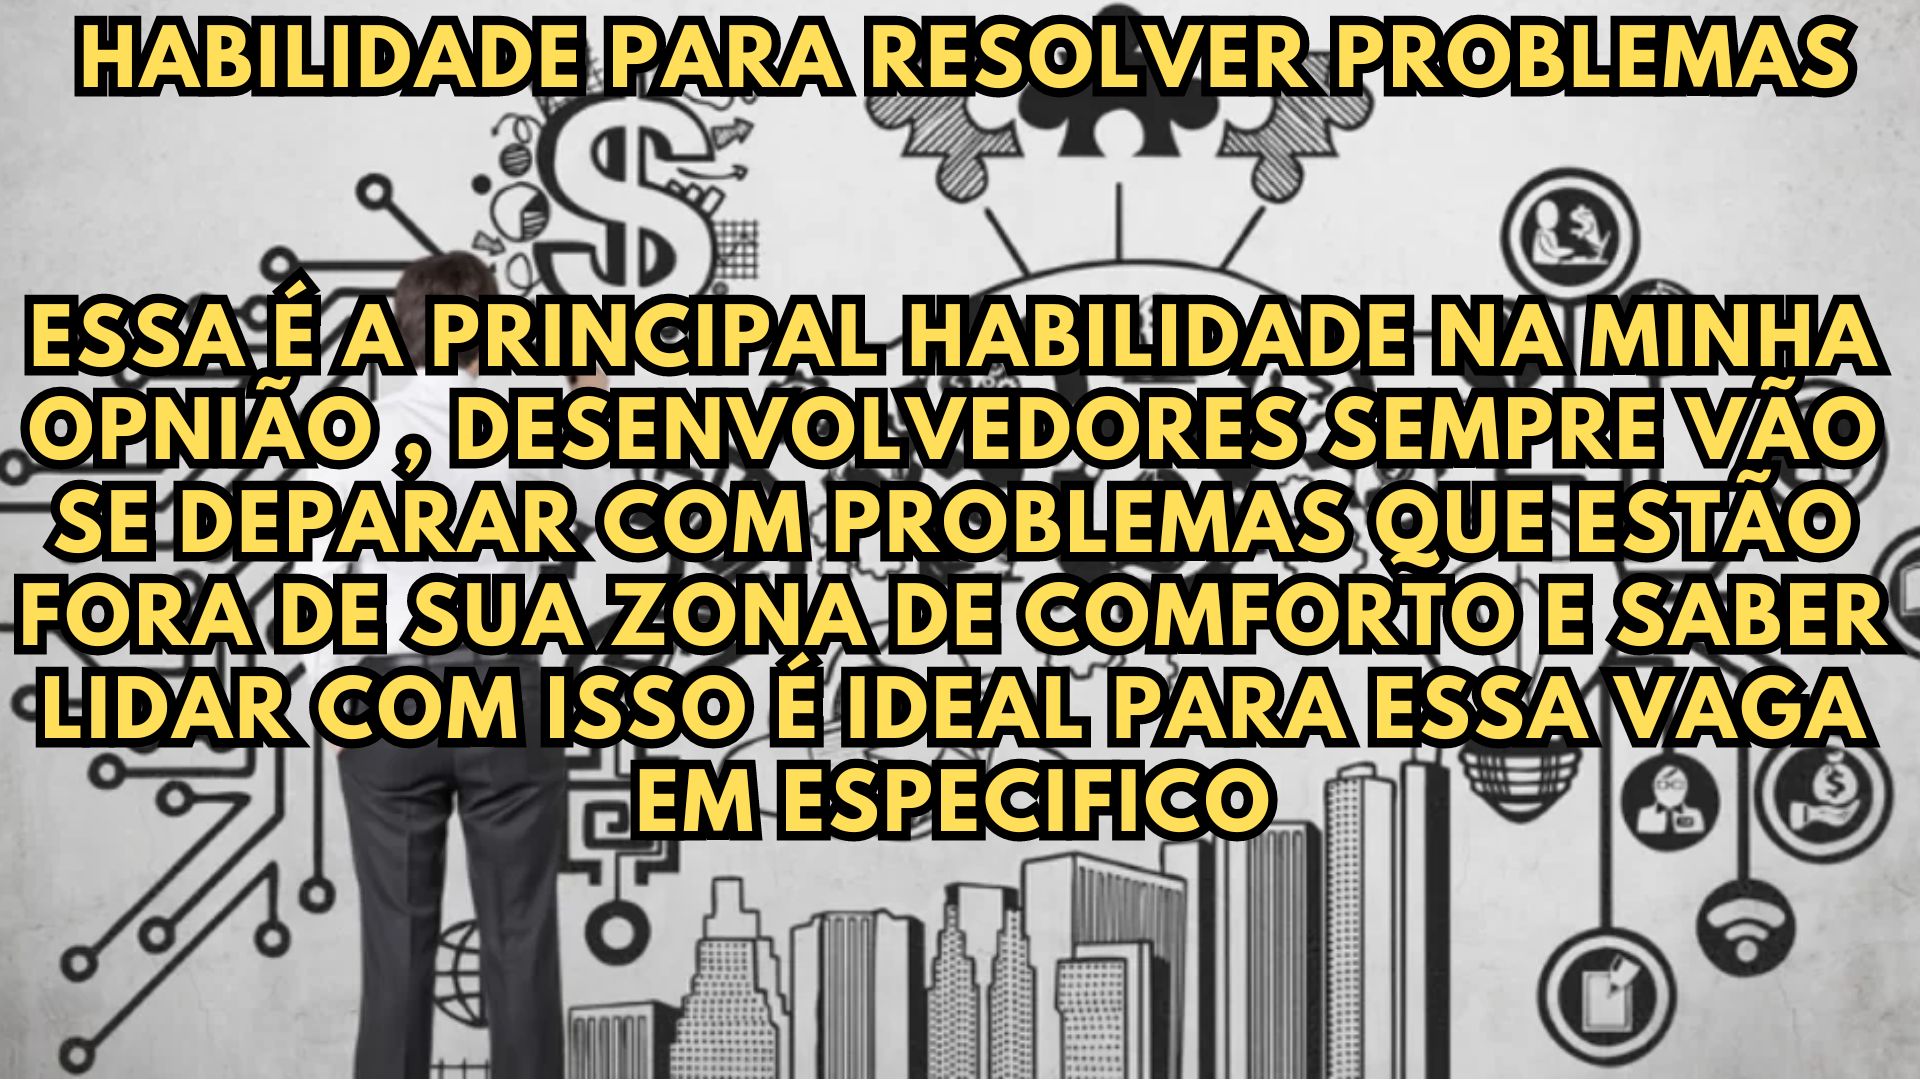 HABILIDADE PARA RESOLVER PROBLEMAS
ESSA É A PRINCIPAL HABILIDADE NA MINHA
OPNIÃO , DESENVOLVEDORES SEMPRE VÃO
SE DEPARAR COM PROBLEMAS QUE ESTÃO
FORA DE SUA ZONA DE COMFORTO E SABER
LIDAR COM ISSO É IDEAL PARA ESSA VAGA
EM ESPECIFICO